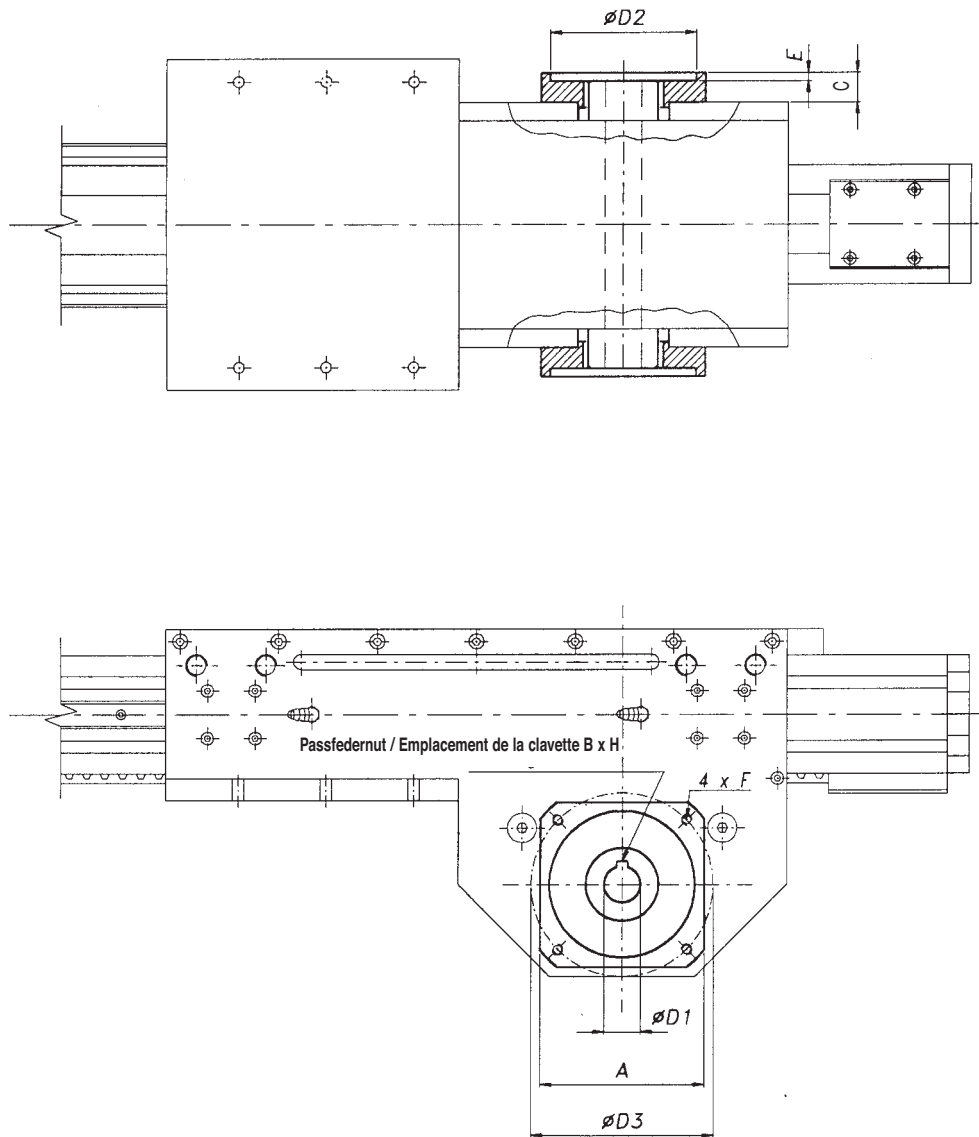 øD2
E
C
Passfedernut / Emplacement de la clavette B x H
4 x F
øD1
A
øD3